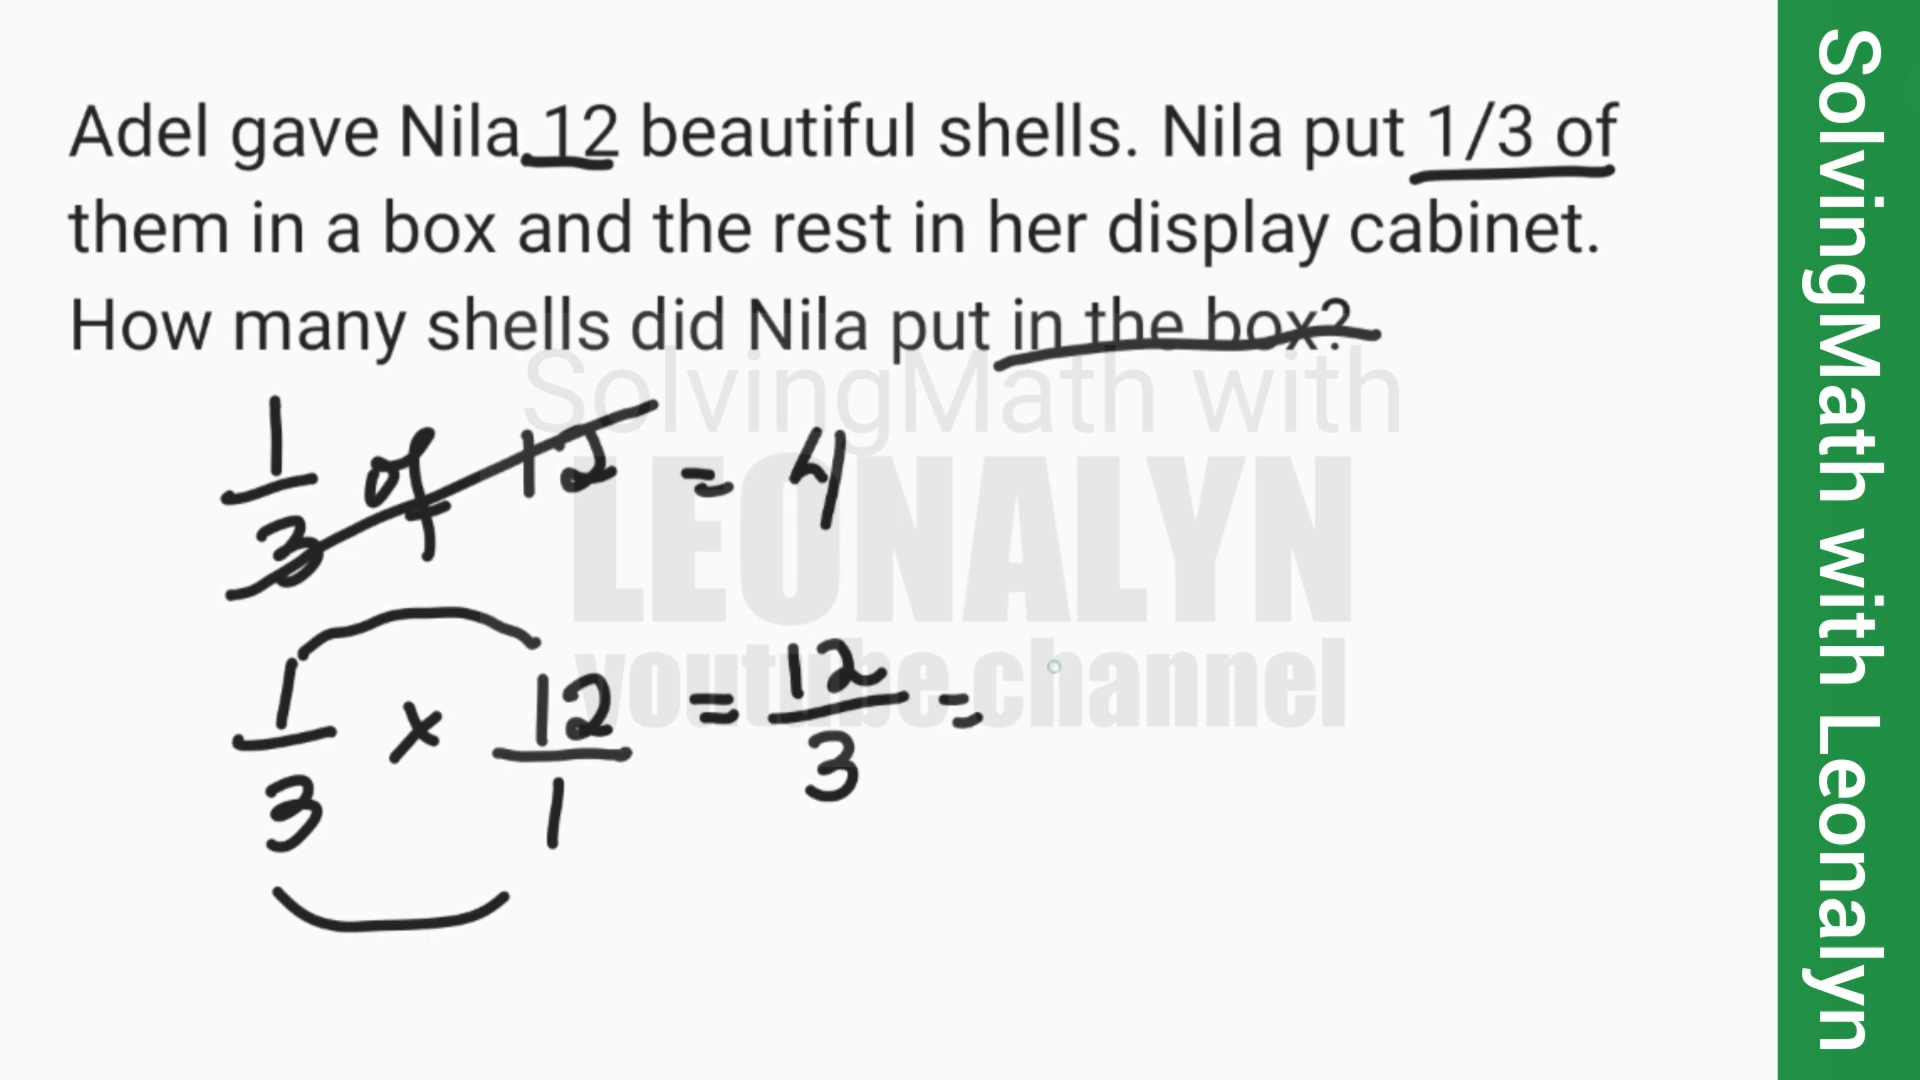 Adel gave Nila 12 beautiful shells. Nila put 1/3 of
them in a box and the rest in her display cabinet.
How many shells did Nila put in the box?
SolvingMath with
LEONALYN
youtube channel
1/3 of 12 = 4
1/3 x 12/1 = 12/3 =
SolvingMath with Leonalyn